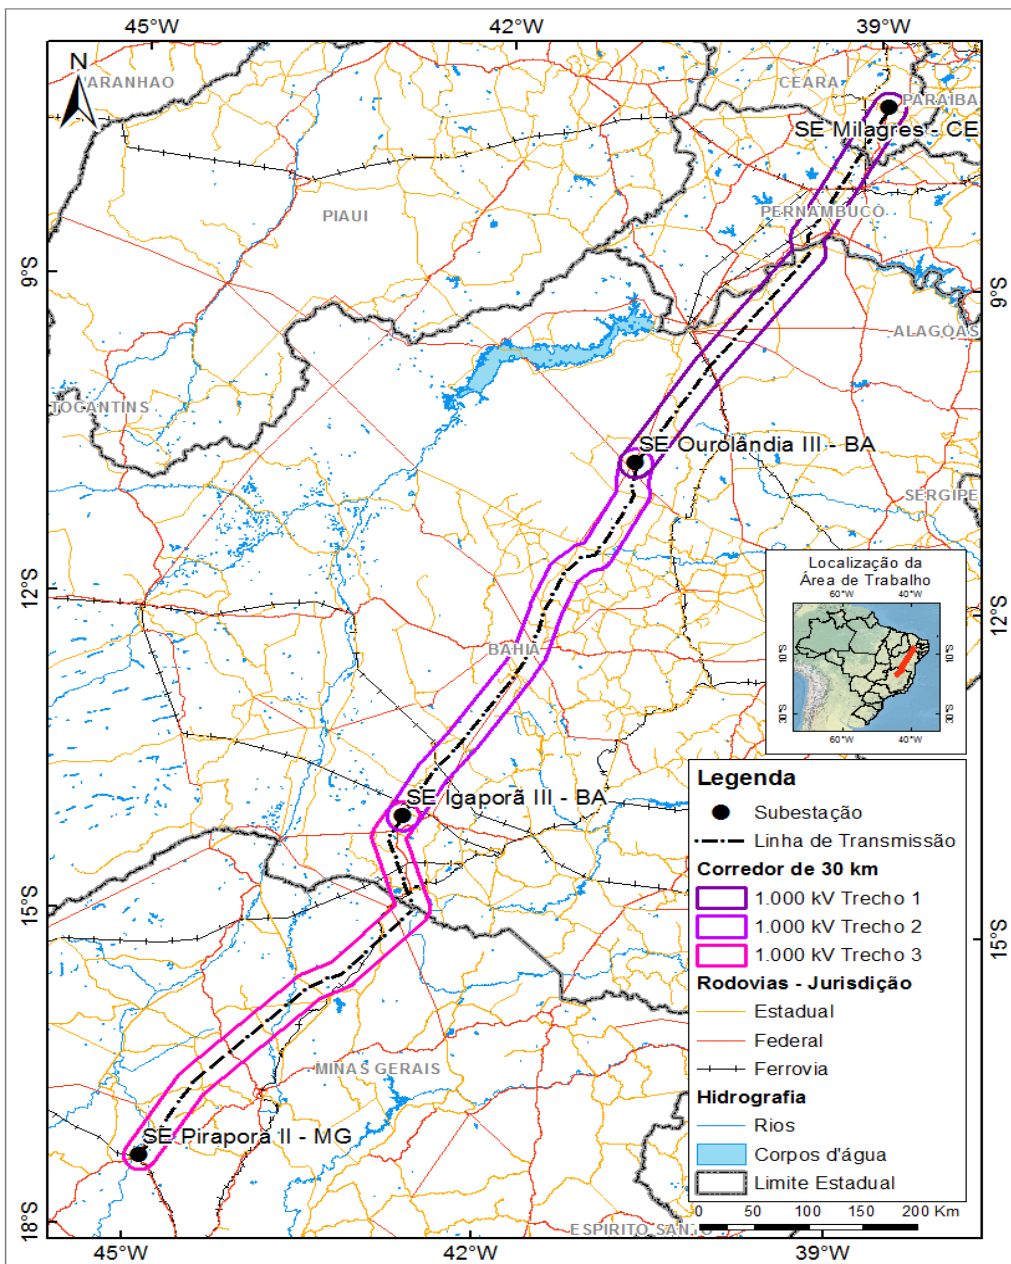 45°W 42°W 39°W
N
'ARANHAO
CEARA
PARAÍBA
SE Milagres - CE
PIAUI
PERNAMBUCO
9°S
9°S
ALAGOAS
TOCANTINS
SE Ourolândia III - BA
SERGIPE
Localização da
Área de Trabalho
60°W 40°W
10°S
10°S
30°S
30°S
60°W 40°W
12°S
12°S
BAHIA
SE Igaporã III - BA
Legenda
Subestação
Linha de Transmissão
Corredor de 30 km
1.000 kV Trecho 1
1.000 kV Trecho 2
1.000 kV Trecho 3
Rodovias - Jurisdição
Estadual
Federal
Ferrovia
Hidrografia
Rios
Corpos d'água
Limite Estadual
0 50 100 150 200 Km
15°S
15°S
MINAS GERAIS
SE Pirapora II - MG
18°S
ESPIRITO SANTO
45°W 42°W 39°W